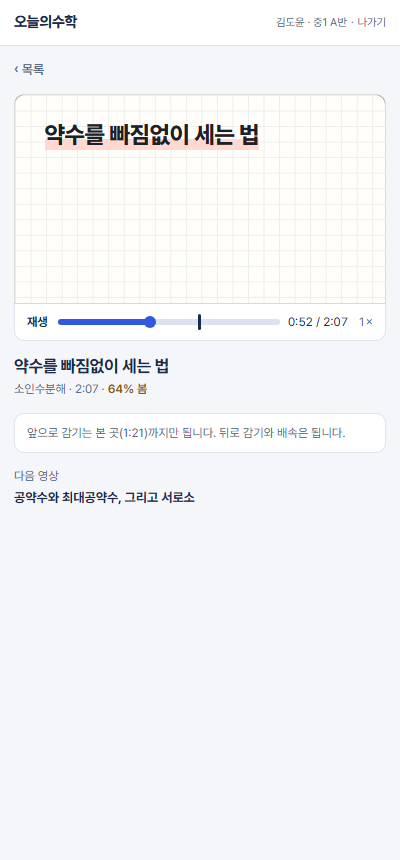 오늘의수학
김도윤 · 중1 A반 · 나가기
‹ 목록
약수를 빠짐없이 세는 법
재생
0:52 / 2:07
1×
약수를 빠짐없이 세는 법
소인수분해 · 2:07 · 64% 봄
앞으로 감기는 본 곳(1:21)까지만 됩니다. 뒤로 감기와 배속은 됩니다.
다음 영상
공약수와 최대공약수, 그리고 서로소